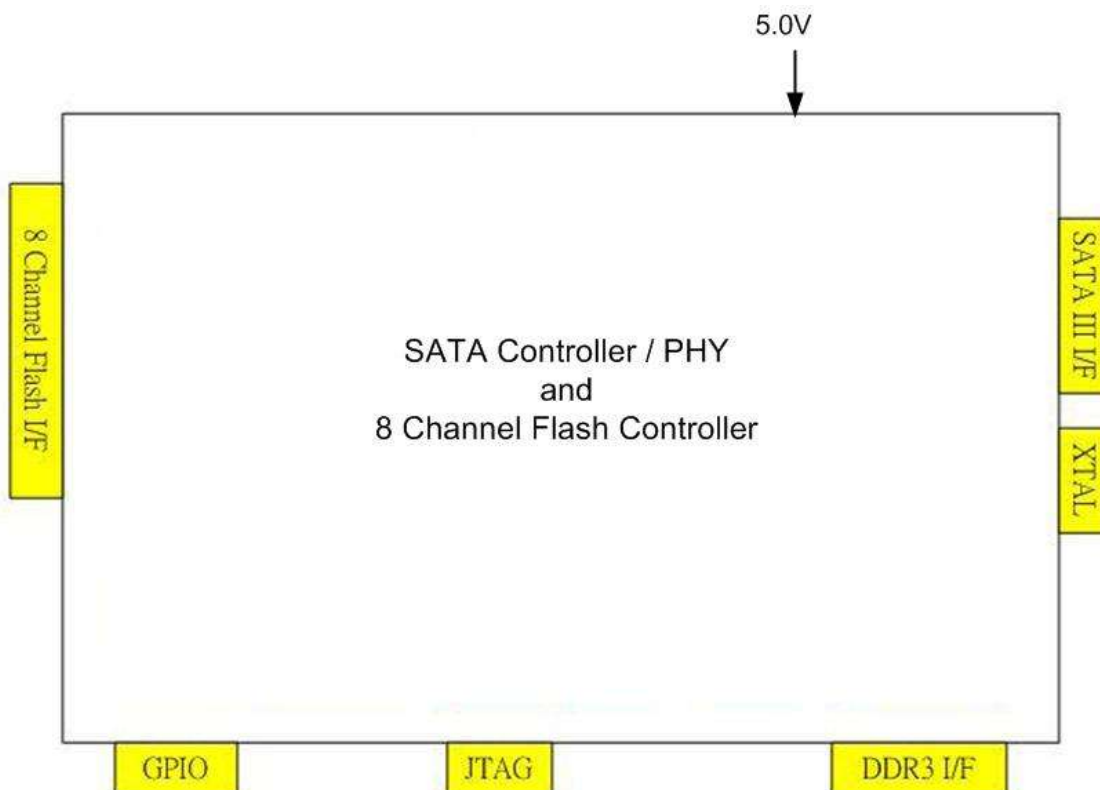 5.0V
8 Channel Flash I/F
SATA Controller / PHY
and
8 Channel Flash Controller
SATA III I/F
XTAL
GPIO
JTAG
DDR3 I/F